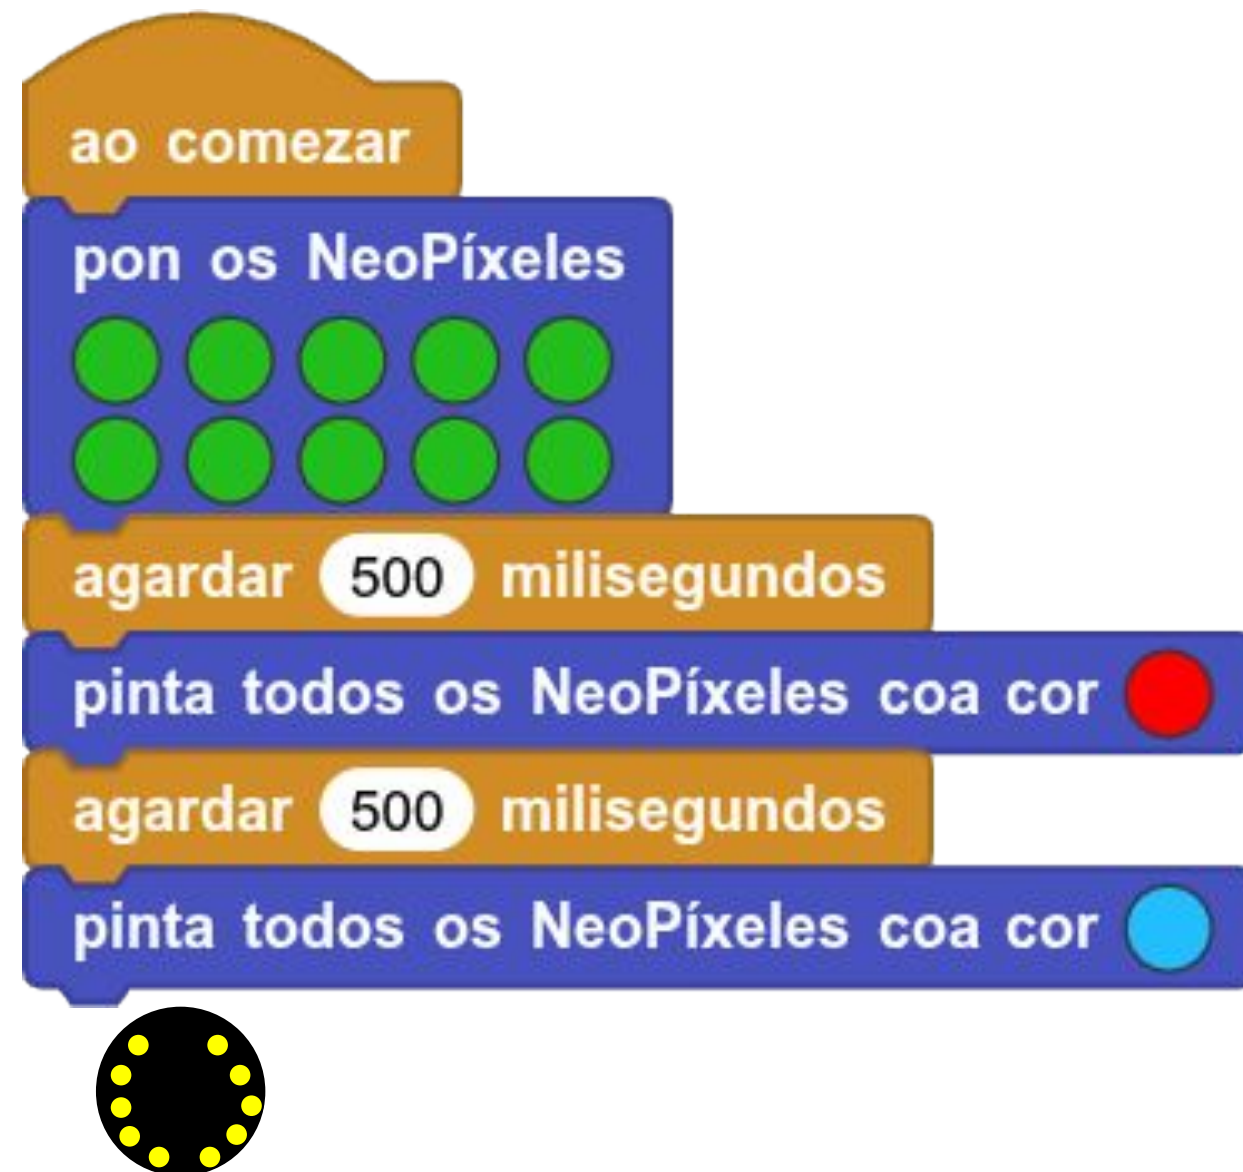 ao comezar
pon os NeoPíxeles
agardar 500 milisegundos
pinta todos os NeoPíxeles coa cor
agardar 500 milisegundos
pinta todos os NeoPíxeles coa cor